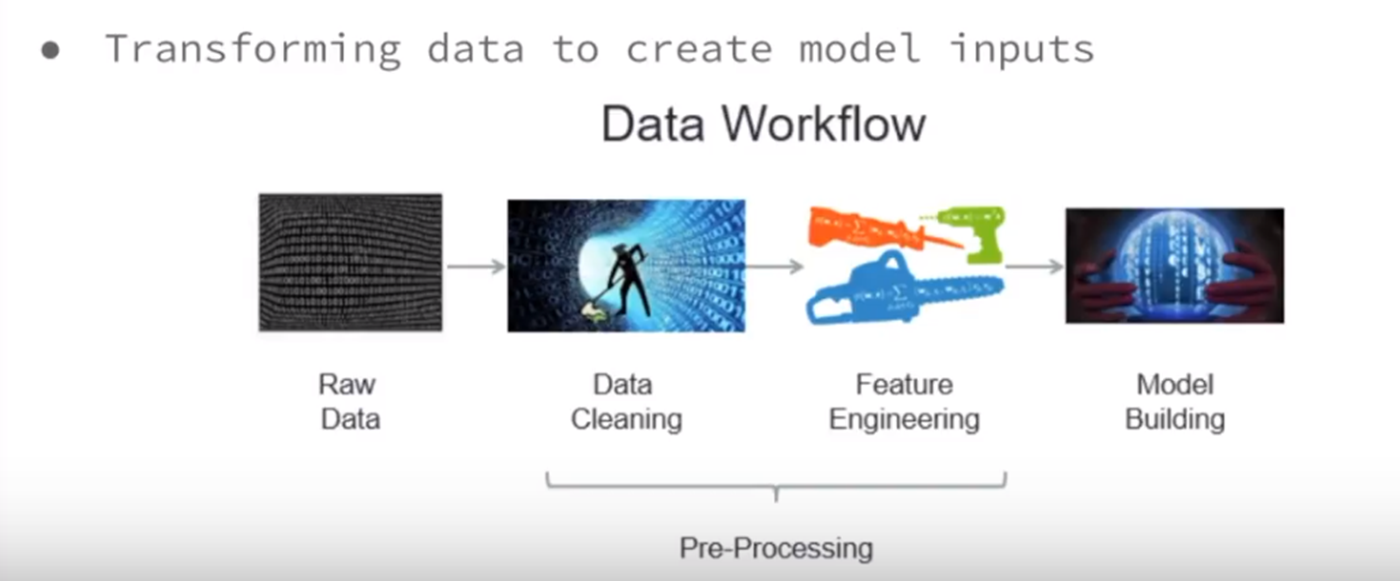 ● Transforming data to create model inputs
Data Workflow
Raw
Data
Data
Cleaning
Feature
Engineering
Model
Building
Pre-Processing